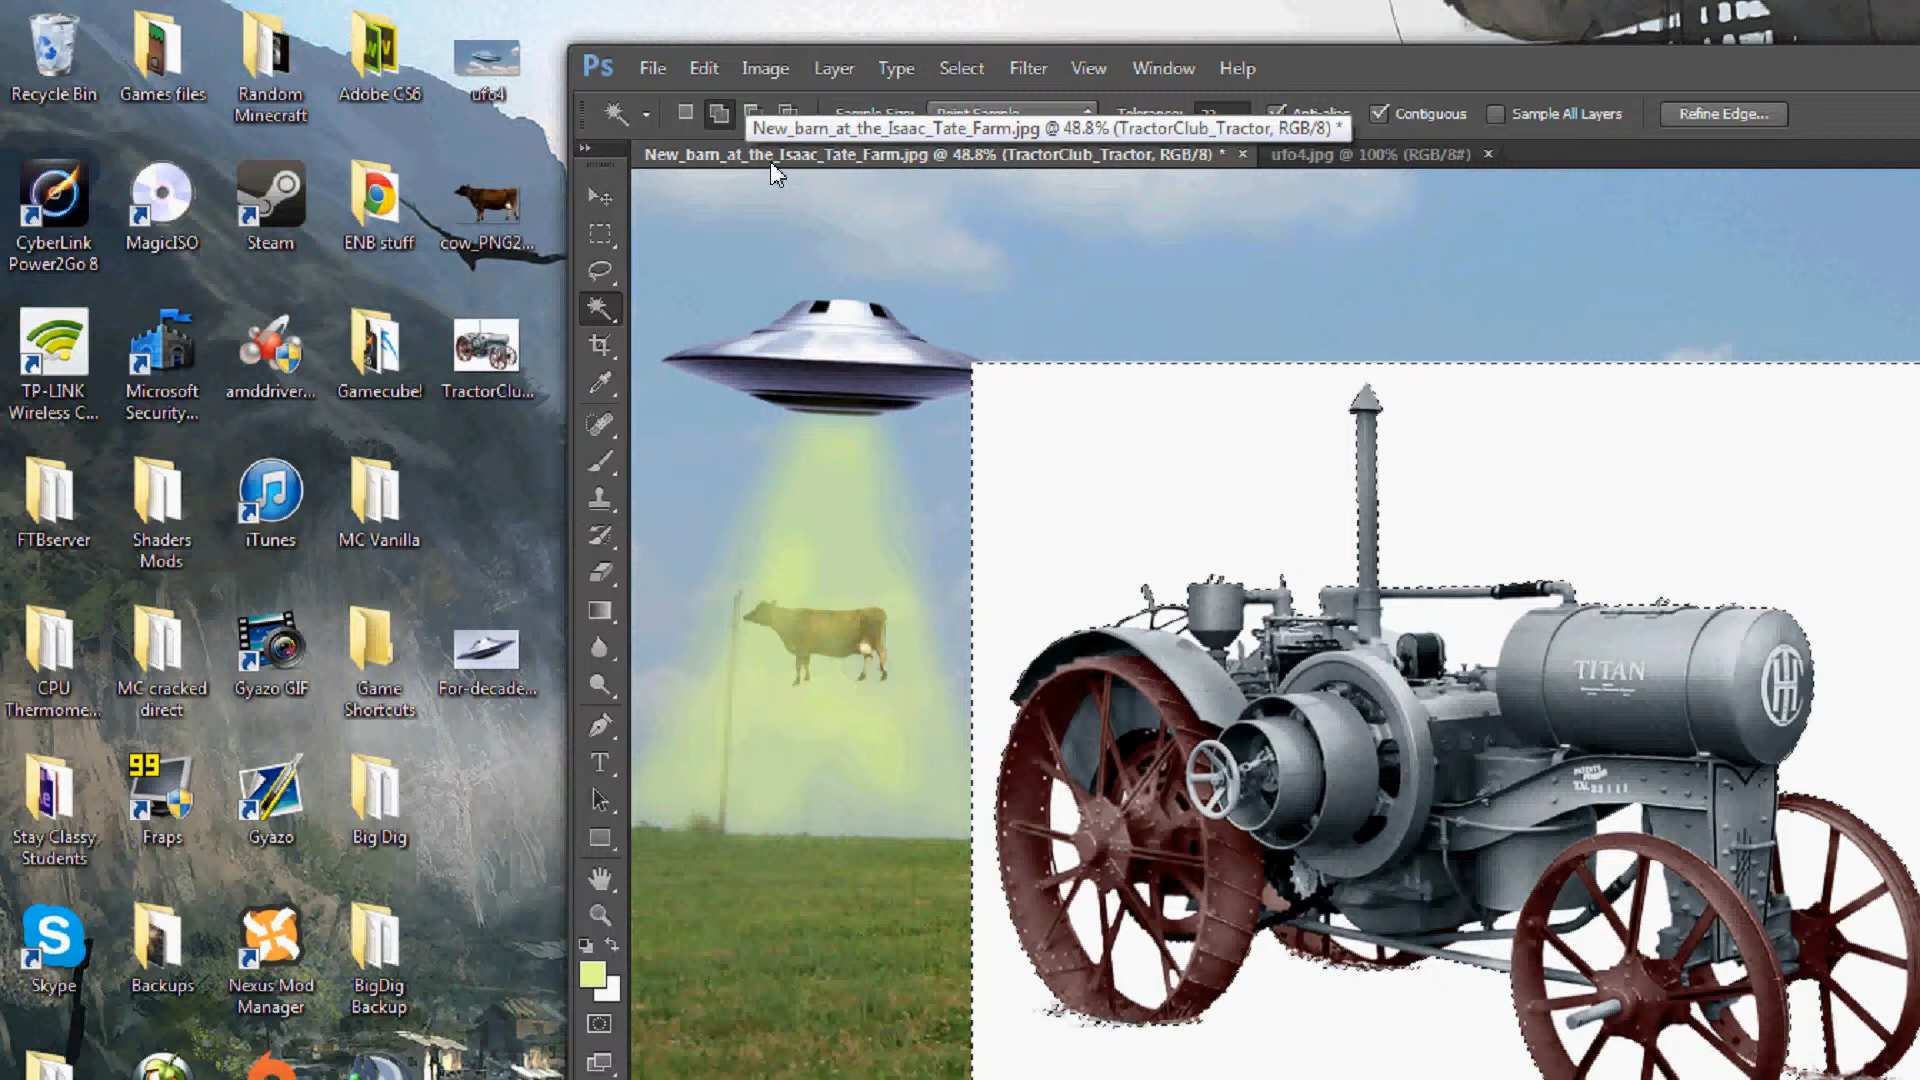 Recycle Bin
Games files
Random
Minecraft
Adobe CS6
ufo4
CyberLink
Power2Go 8
MagicISO
Steam
ENB stuff
cow_PNG2...
TP-LINK
Wireless C...
Microsoft
Security...
amddriver...
Gamecube!
TractorClu...
FTBserver
Shaders
Mods
iTunes
MC Vanilla
CPU
Thermome...
MC cracked
direct
Gyazo GIF
Game
Shortcuts
For-decade...
99
Stay Classy
Students
Fraps
Gyazo
Big Dig
Skype
Backups
Nexus Mod
Manager
BigDig
Backup
Ps File Edit Image Layer Type Select Filter View Window Help
Contiguous Sample All Layers Refine Edge...
New_barn_at_the_Isaac_Tate_Farm.jpg @ 48.8% (TractorClub_Tractor, RGB/8) *
New_barn_at_the_Isaac_Tate_Farm.jpg @ 48.8% (TractorClub_Tractor, RGB/8) * × ufo4.jpg @ 100% (RGB/8#) ×
TITAN